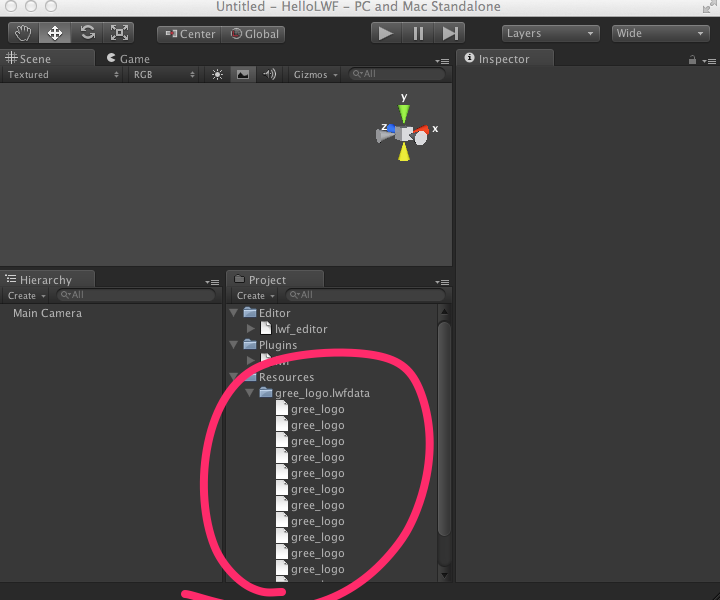 Untitled – HelloLWF – PC and Mac Standalone
Center Global Layers Wide
Scene Game Inspector
Textured RGB Gizmos All
y
z x
Hierarchy Project
Create All Create All
Main Camera
Editor
lwf_editor
Plugins
Resources
gree_logo.lwfdata
gree_logo
gree_logo
gree_logo
gree_logo
gree_logo
gree_logo
gree_logo
gree_logo
gree_logo
gree_logo
gree_logo